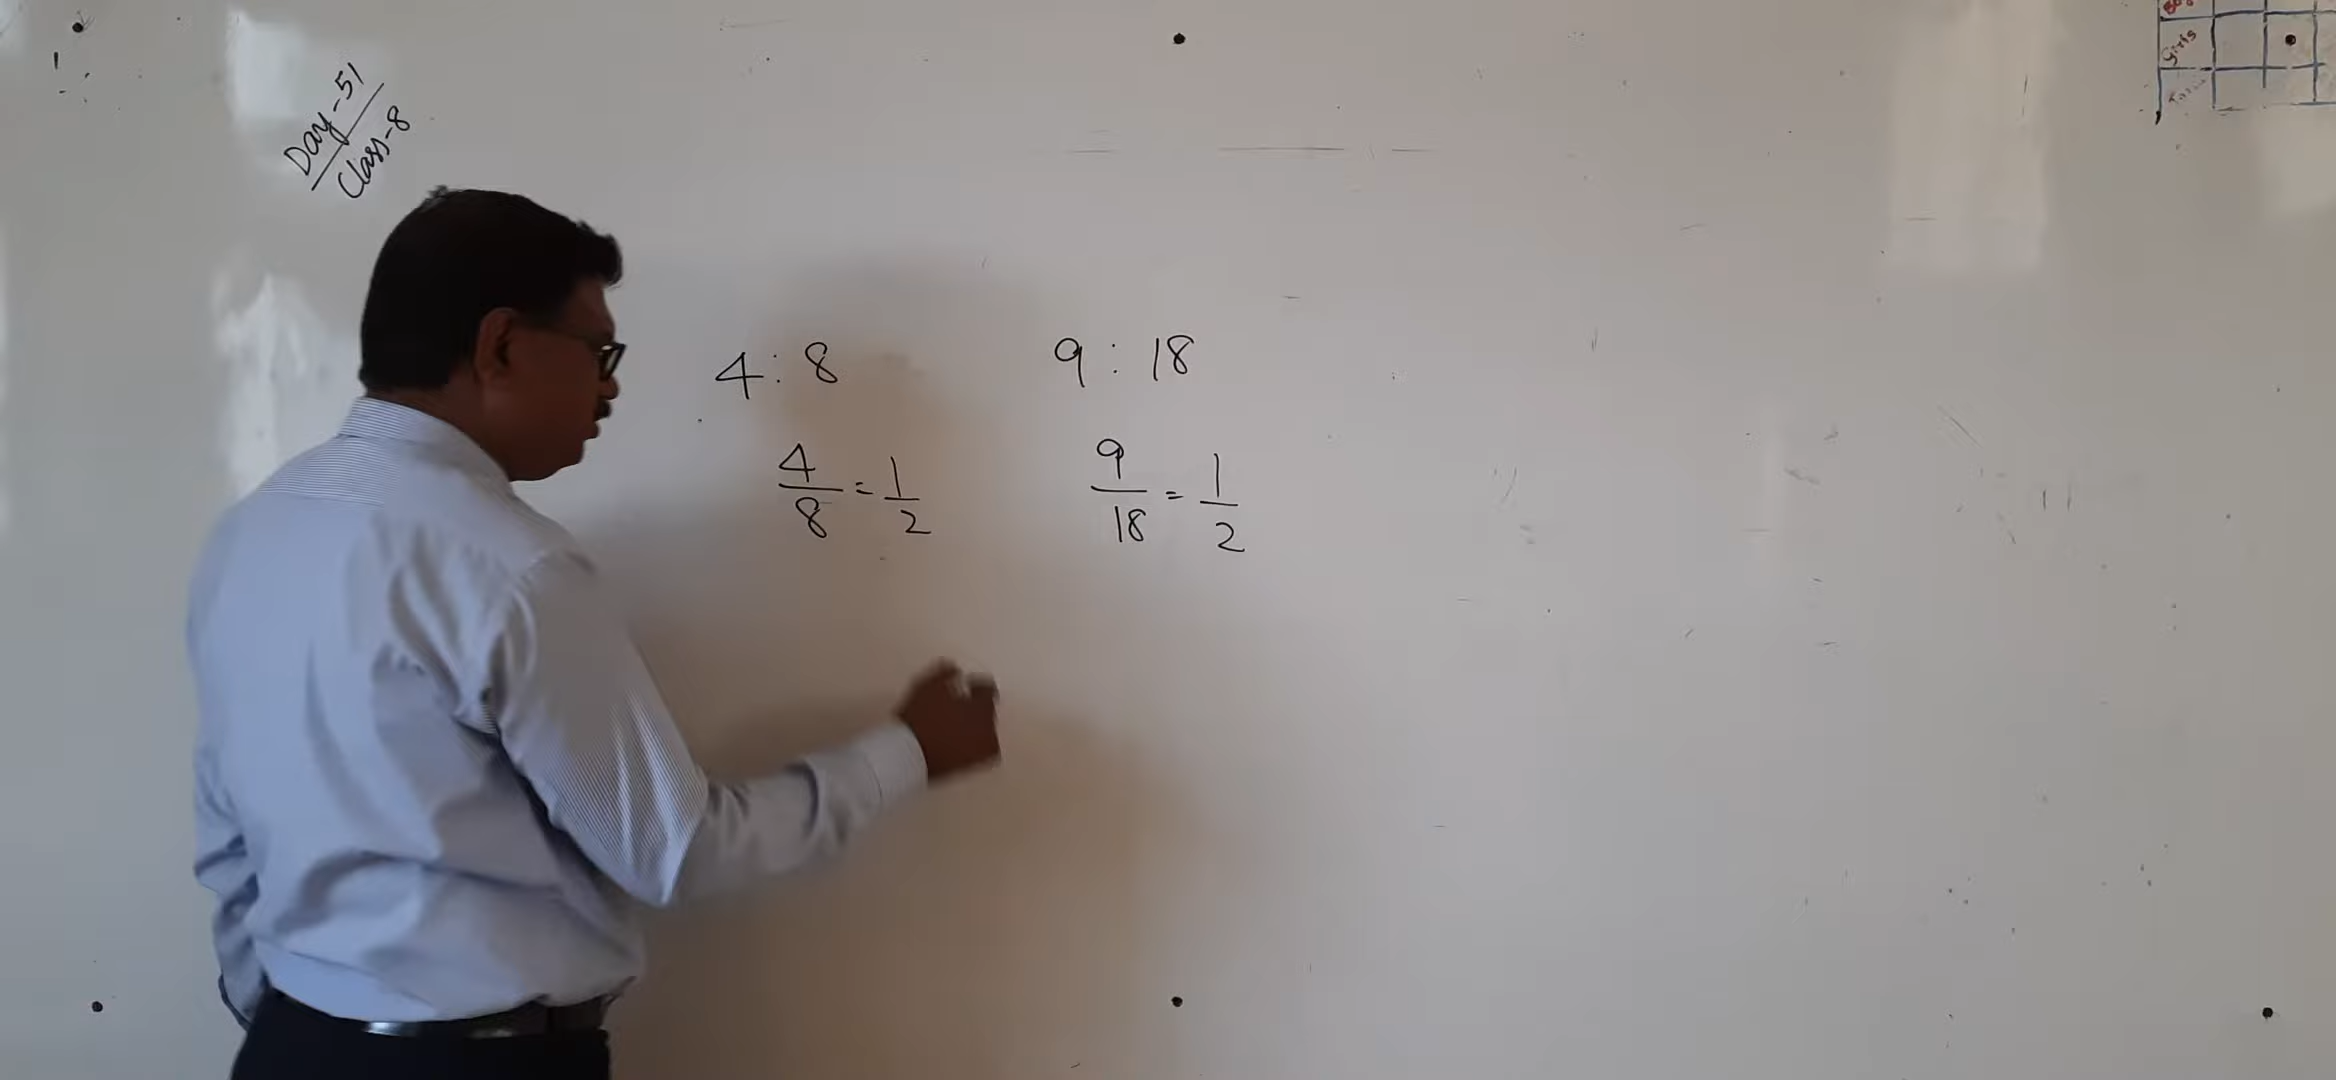 Day-51
Class-8
Girls
4 : 8
9 : 18
4/8 = 1/2
9/18 = 1/2